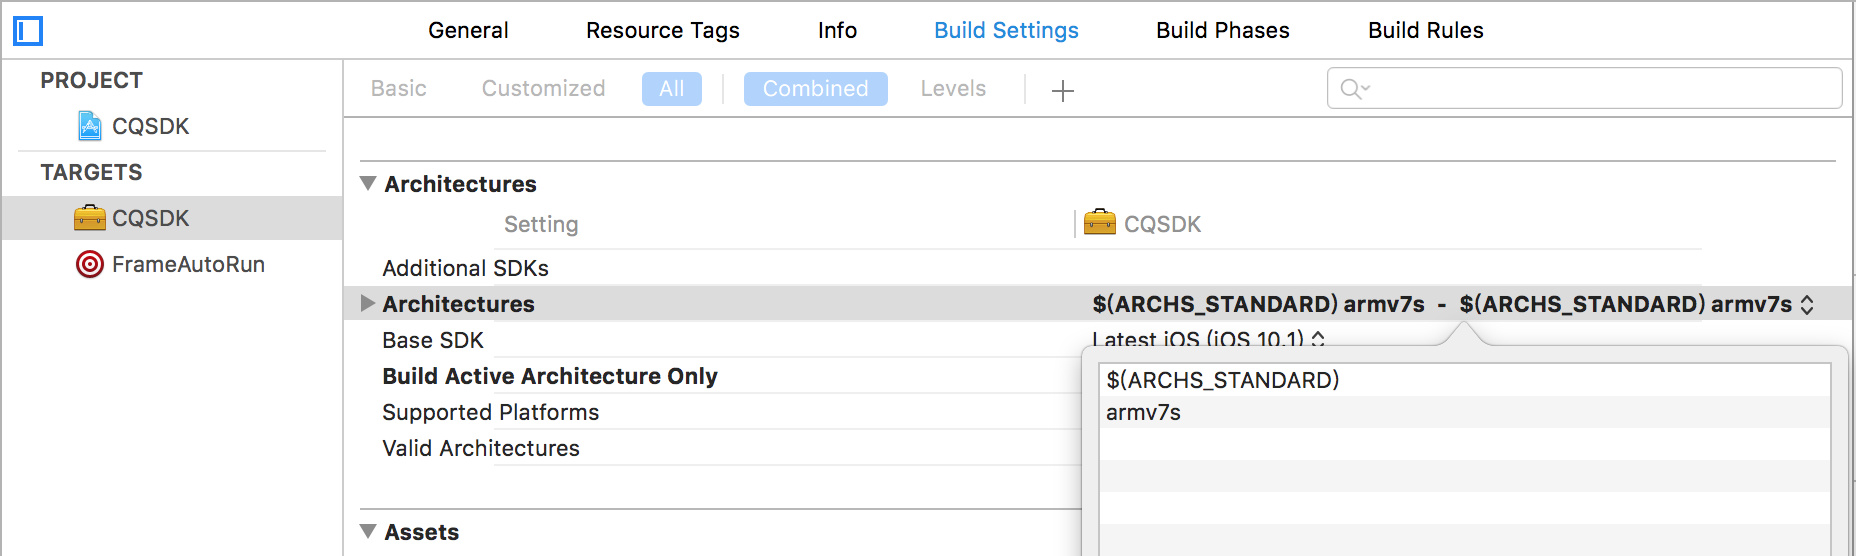 General Resource Tags Info Build Settings Build Phases Build Rules
PROJECT
CQSDK
TARGETS
CQSDK
FrameAutoRun
Basic Customized All Combined Levels +
Architectures
Setting CQSDK
Additional SDKs
Architectures $(ARCHS_STANDARD) armv7s - $(ARCHS_STANDARD) armv7s
Base SDK Latest iOS (iOS 10.1)
Build Active Architecture Only
Supported Platforms
Valid Architectures
$(ARCHS_STANDARD)
armv7s
Assets